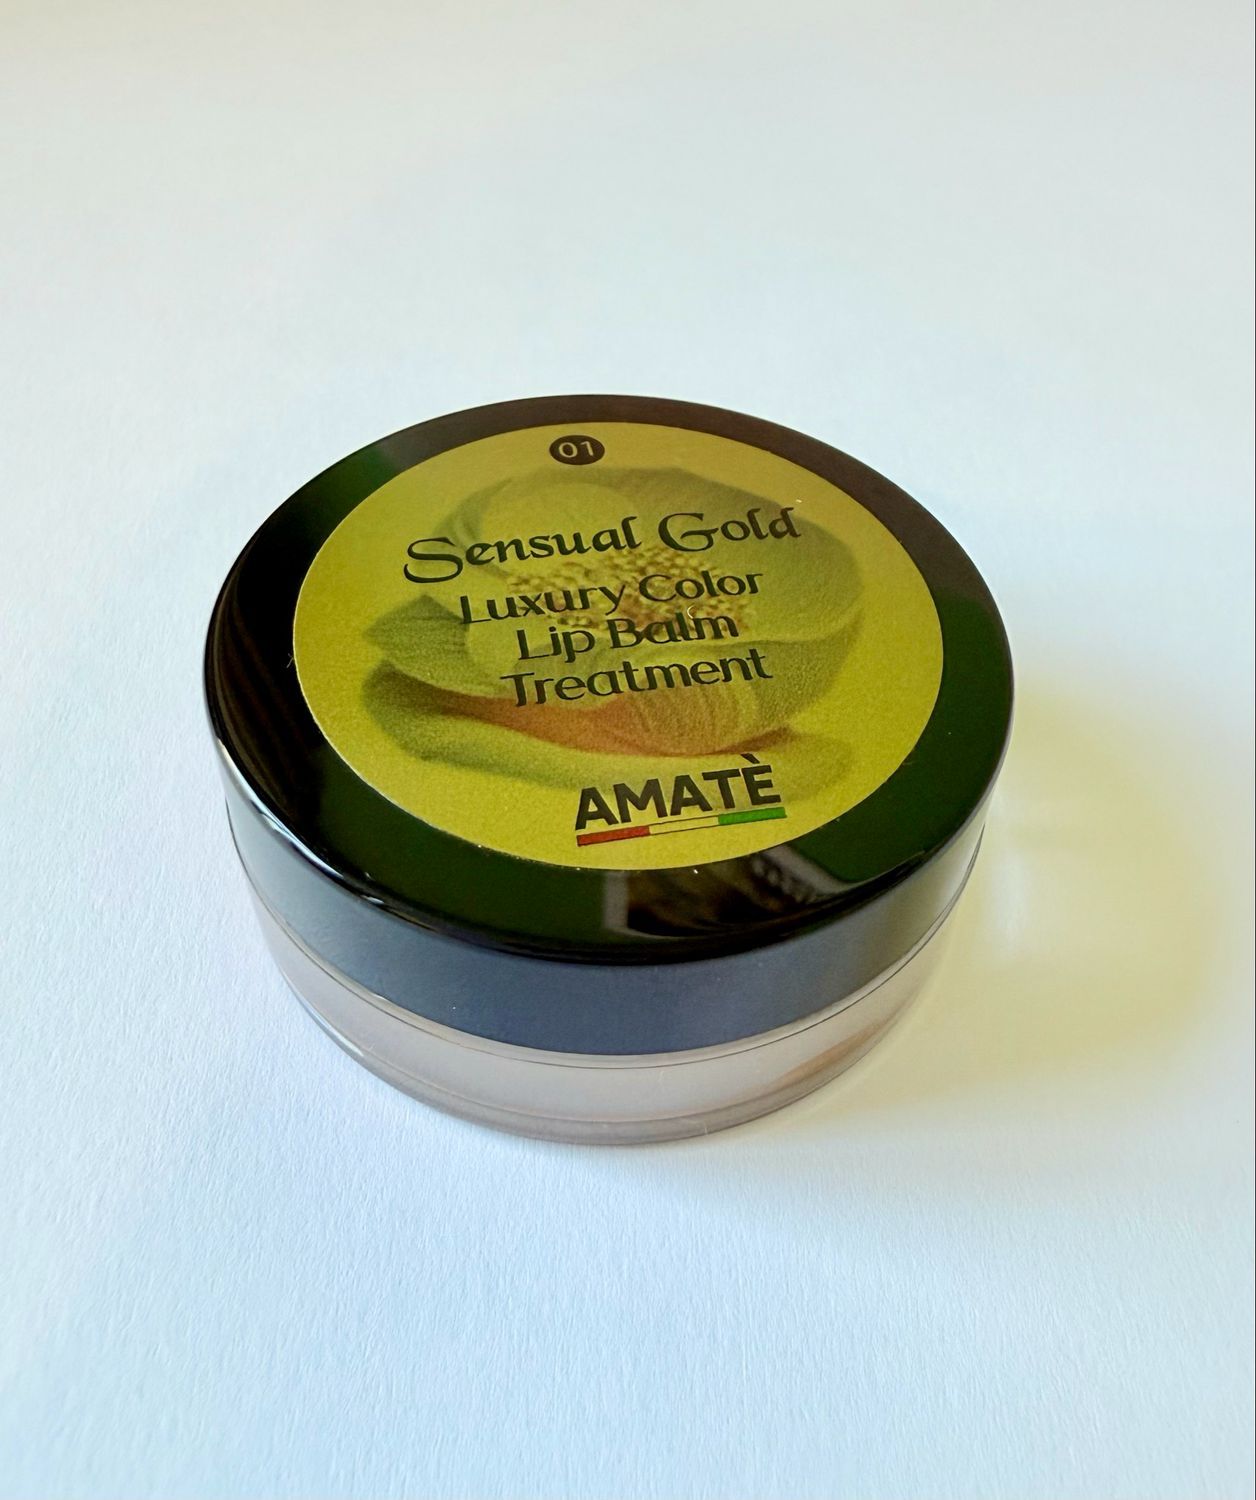 01
Sensual Gold
Luxury Color
Lip Balm
Treatment
AMATÈ